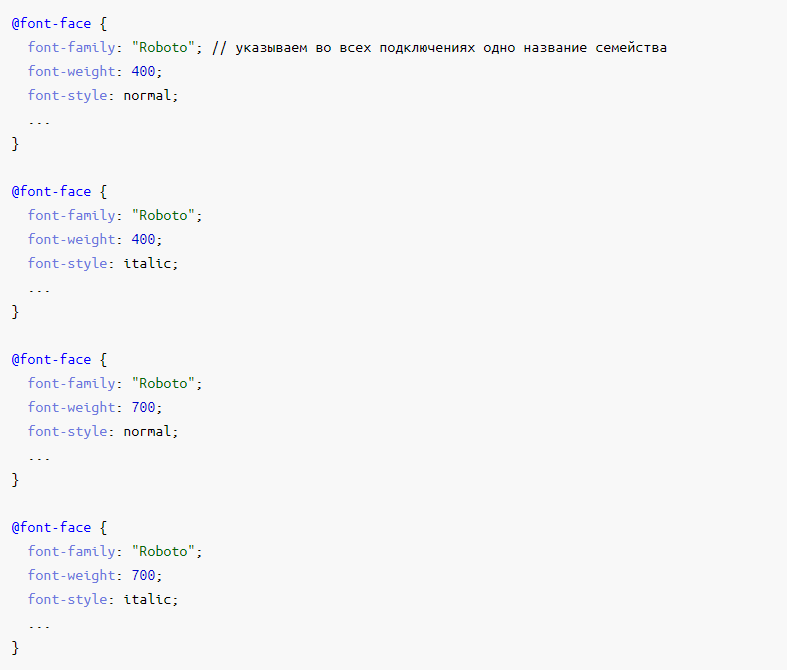 @font-face {
  font-family: "Roboto"; // указываем во всех подключениях одно название семейства
  font-weight: 400;
  font-style: normal;
  ...
}

@font-face {
  font-family: "Roboto";
  font-weight: 400;
  font-style: italic;
  ...
}

@font-face {
  font-family: "Roboto";
  font-weight: 700;
  font-style: normal;
  ...
}

@font-face {
  font-family: "Roboto";
  font-weight: 700;
  font-style: italic;
  ...
}